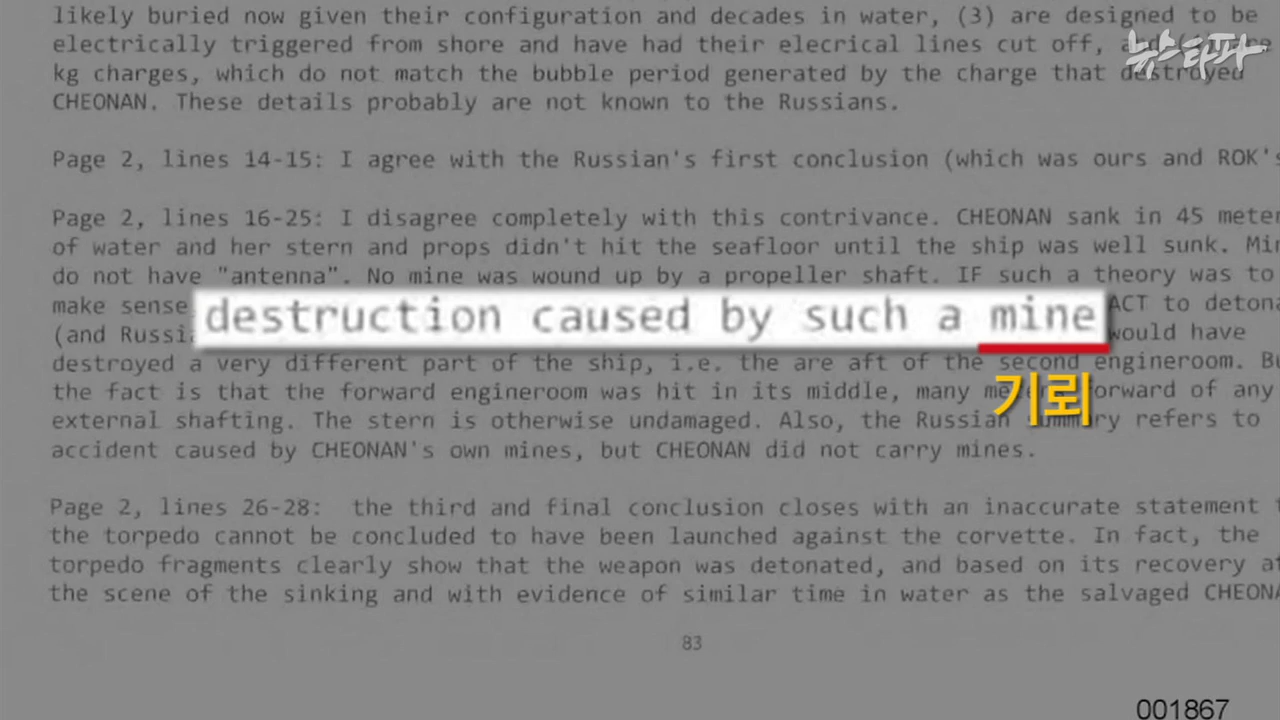 likely buried now given their configuration and decades in water, (3) are designed to be
뉴스타파
electrically triggered from shore and have had their elecrical lines cut off,
kg charges, which do not match the bubble period generated by the charge that destroyed
CHEONAN. These details probably are not known to the Russians.
Page 2, lines 14-15: I agree with the Russian's first conclusion (which was ours and ROK's
Page 2, lines 16-25: I disagree completely with this contrivance. CHEONAN sank in 45 meter
of water and her stern and props didn't hit the seafloor until the ship was well sunk. Min
do not have "antenna". No mine was wound up by a propeller shaft. IF such a theory was to
make sense
destruction caused by such a mine
ACT to detona
(and Russi
would have
destroyed a very different part of the ship, i.e. the are aft of the second engineroom. Bu
the fact is that the forward engineroom was hit in its middle, many forward of any
기뢰
external shafting. The stern is otherwise undamaged. Also, the Russian refers to
accident caused by CHEONAN's own mines, but CHEONAN did not carry mines.
Page 2, lines 26-28: the third and final conclusion closes with an inaccurate statement
the torpedo cannot be concluded to have been launched against the corvette. In fact, the
torpedo fragments clearly show that the weapon was detonated, and based on its recovery at
the scene of the sinking and with evidence of similar time in water as the salvaged CHEONA
83
001867